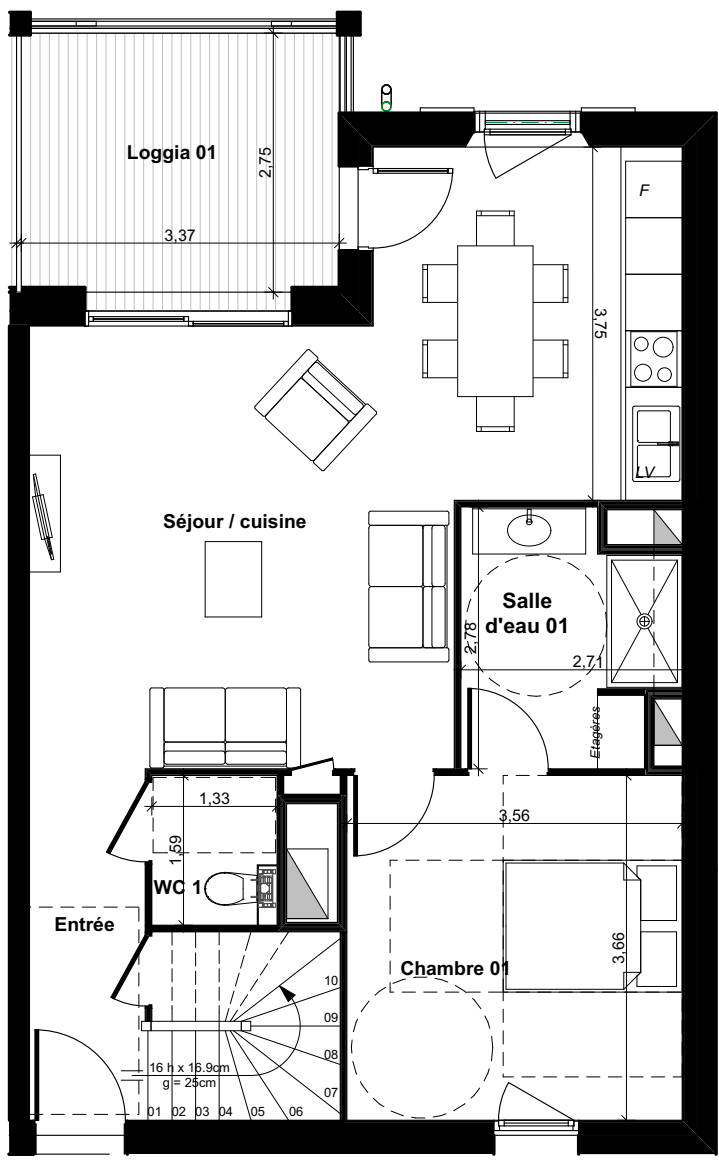 Loggia 01
2,75
3,37
F
3,75
LV
Séjour / cuisine
Salle
d'eau 01
2,78
2,71
Etagères
1,33
1,59
WC 1
3,56
Entrée
Chambre 01
3,66
10
09
08
07
16 h x 16.9cm
g = 25cm
01 02 03 04 05 06